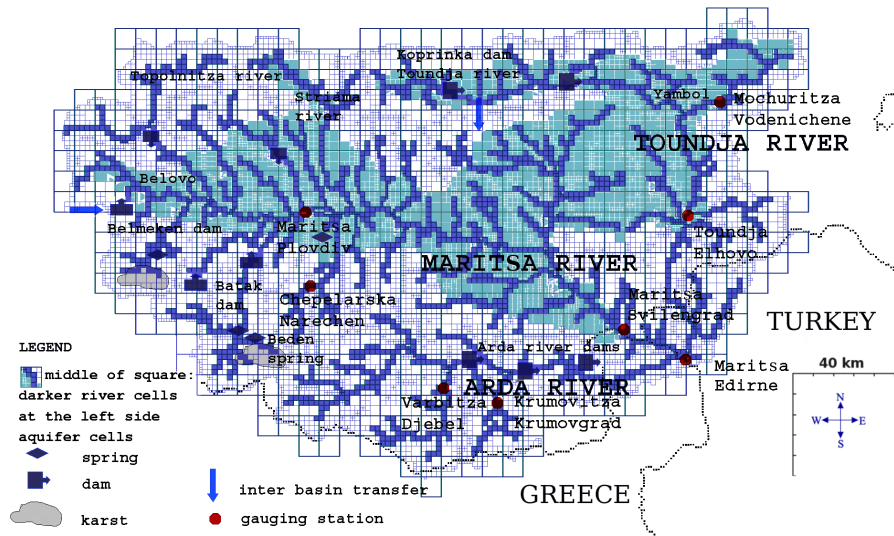 Koprinka dam
Toundja river
Topolnitza river
Striama
river
Yambol
Mochuritza
Vodenichene
TOUNDJA RIVER
Belovo
Belmeken dam
Maritsa
Plovdiv
Toundja
Elhovo
MARITSA RIVER
Batak
dam
Chepelarska
Narechen
Maritsa
Svilengrad
TURKEY
Beden
spring
Arda river dams
Maritsa
Edirne
40 km
ARDA RIVER
Varbitza
Djebel
Krumovitza
Krumovgrad
N
W
E
S
GREECE
LEGEND
middle of square:
darker river cells
at the left side
aquifer cells
spring
dam
karst
inter basin transfer
gauging station